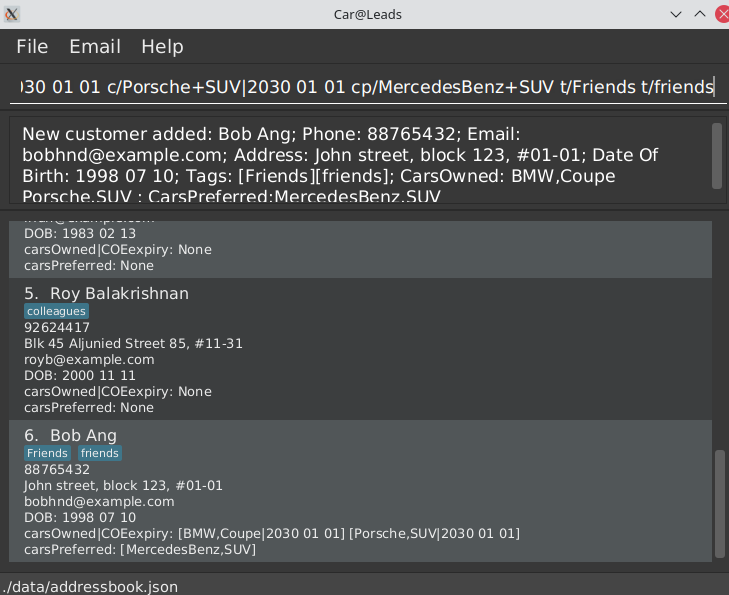 Car@Leads
File Email Help
30 01 01 c/Porsche+SUV|2030 01 01 cp/MercedesBenz+SUV t/Friends t/friends
New customer added: Bob Ang; Phone: 88765432; Email:
bobhnd@example.com; Address: John street, block 123, #01-01; Date Of
Birth: 1998 07 10; Tags: [Friends][friends]; CarsOwned: BMW,Coupe
Porsche,SUV ; CarsPreferred:MercedesBenz,SUV
DOB: 1983 02 13
carsOwned|COEexpiry: None
carsPreferred: None
5. Roy Balakrishnan
colleagues
92624417
Blk 45 Aljunied Street 85, #11-31
royb@example.com
DOB: 2000 11 11
carsOwned|COEexpiry: None
carsPreferred: None
6. Bob Ang
Friends friends
88765432
John street, block 123, #01-01
bobhnd@example.com
DOB: 1998 07 10
carsOwned|COEexpiry: [BMW,Coupe|2030 01 01] [Porsche,SUV|2030 01 01]
carsPreferred: [MercedesBenz,SUV]
./data/addressbook.json